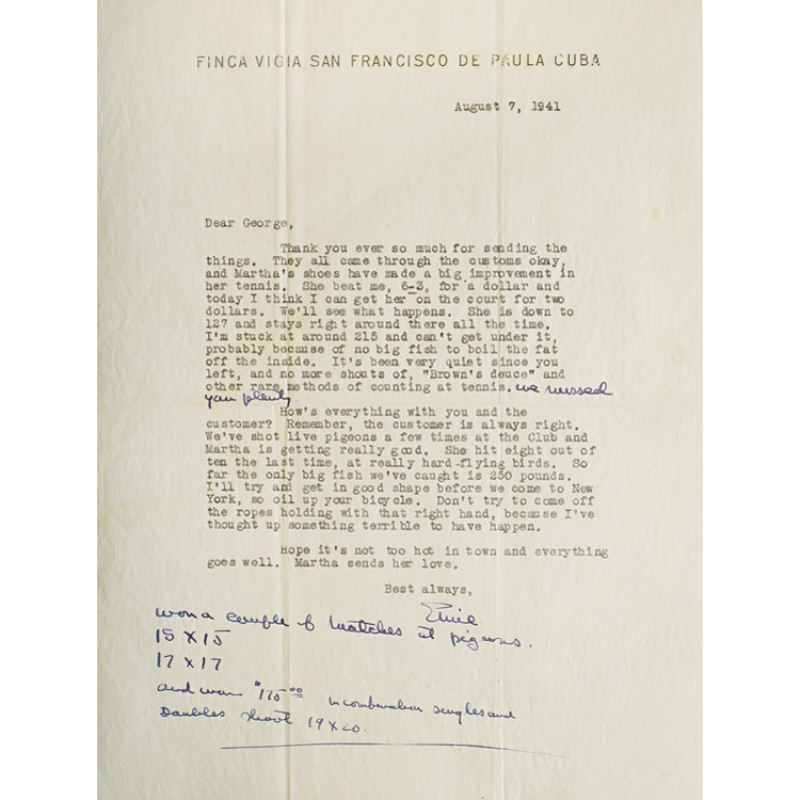 FINCA VIGIA SAN FRANCISCO DE PAULA CUBA
August 7, 1941
Dear George,
Thank you ever so much for sending the
things. They all came through the customs okay,
and Martha's shoes have made a big improvement in
her tennis. She beat me, 6-3, for a dollar and
today I think I can get her on the court for two
dollars. We'll see what happens. She is down to
127 and stays right around there all the time.
I'm stuck at around 215 and can't get under it,
probably because of no big fish to boil the fat
off the inside. It's been very quiet since you
left, and no more shouts of, "Brown's deuce" and
other rare methods of counting at tennis. we missed
you plenty
How's everything with you and the
customer? Remember, the customer is always right.
We've shot live pigeons a few times at the Club and
Martha is getting really good. She hit eight out of
ten the last time, at really hard-flying birds. So
far the only big fish we've caught is 250 pounds.
I'll try and get in good shape before we come to New
York, so oil up your bicycle. Don't try to come off
the ropes holding with that right hand, because I've
thought up something terrible to have happen.
Hope it's not too hot in town and everything
goes well. Martha sends her love.
Best always,
Ernie
won a couple of matches at pigeons.
15 X 15
17 X 17
and won $175.00 in combination singles and
Doubles shoot 19 X 20.